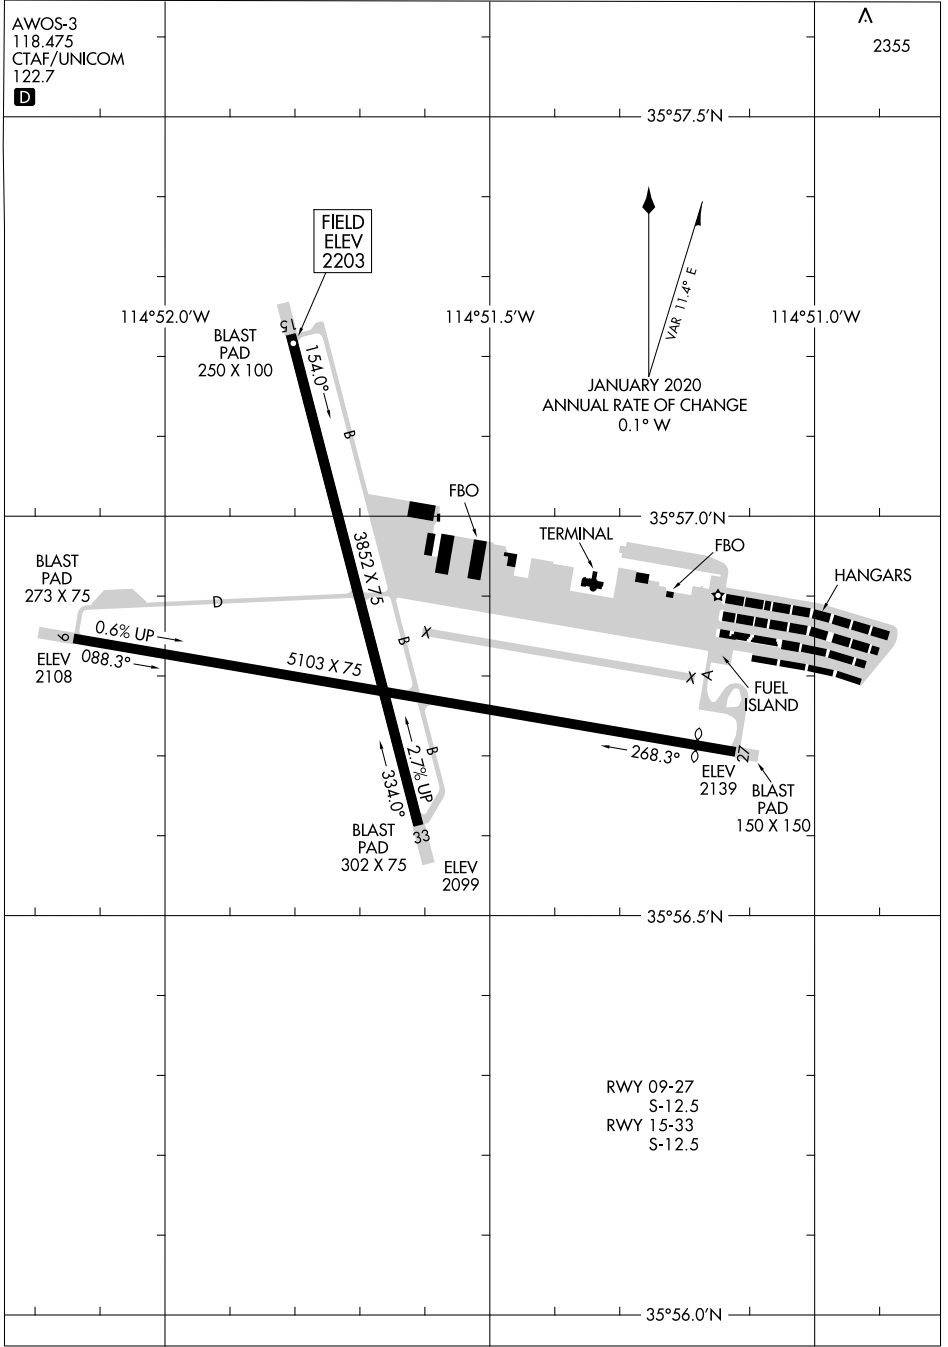 AWOS-3
118.475
CTAF/UNICOM
122.7
D
2355
35°57.5'N
FIELD
ELEV
2203
VAR 11.4° E
114°52.0'W
114°51.5'W
114°51.0'W
15
BLAST
PAD
250 X 100
154.0°
JANUARY 2020
ANNUAL RATE OF CHANGE
0.1° W
B
FBO
35°57.0'N
TERMINAL
FBO
3852 X 75
BLAST
PAD
273 X 75
HANGARS
D
9
0.6% UP
088.3°
B
X
ELEV
2108
5103 X 75
X
A
FUEL
ISLAND
268.3°
27
B
2.7% UP
334.0°
ELEV
2139
BLAST
PAD
150 X 150
BLAST
PAD
302 X 75
33
ELEV
2099
35°56.5'N
RWY 09-27
S-12.5
RWY 15-33
S-12.5
35°56.0'N